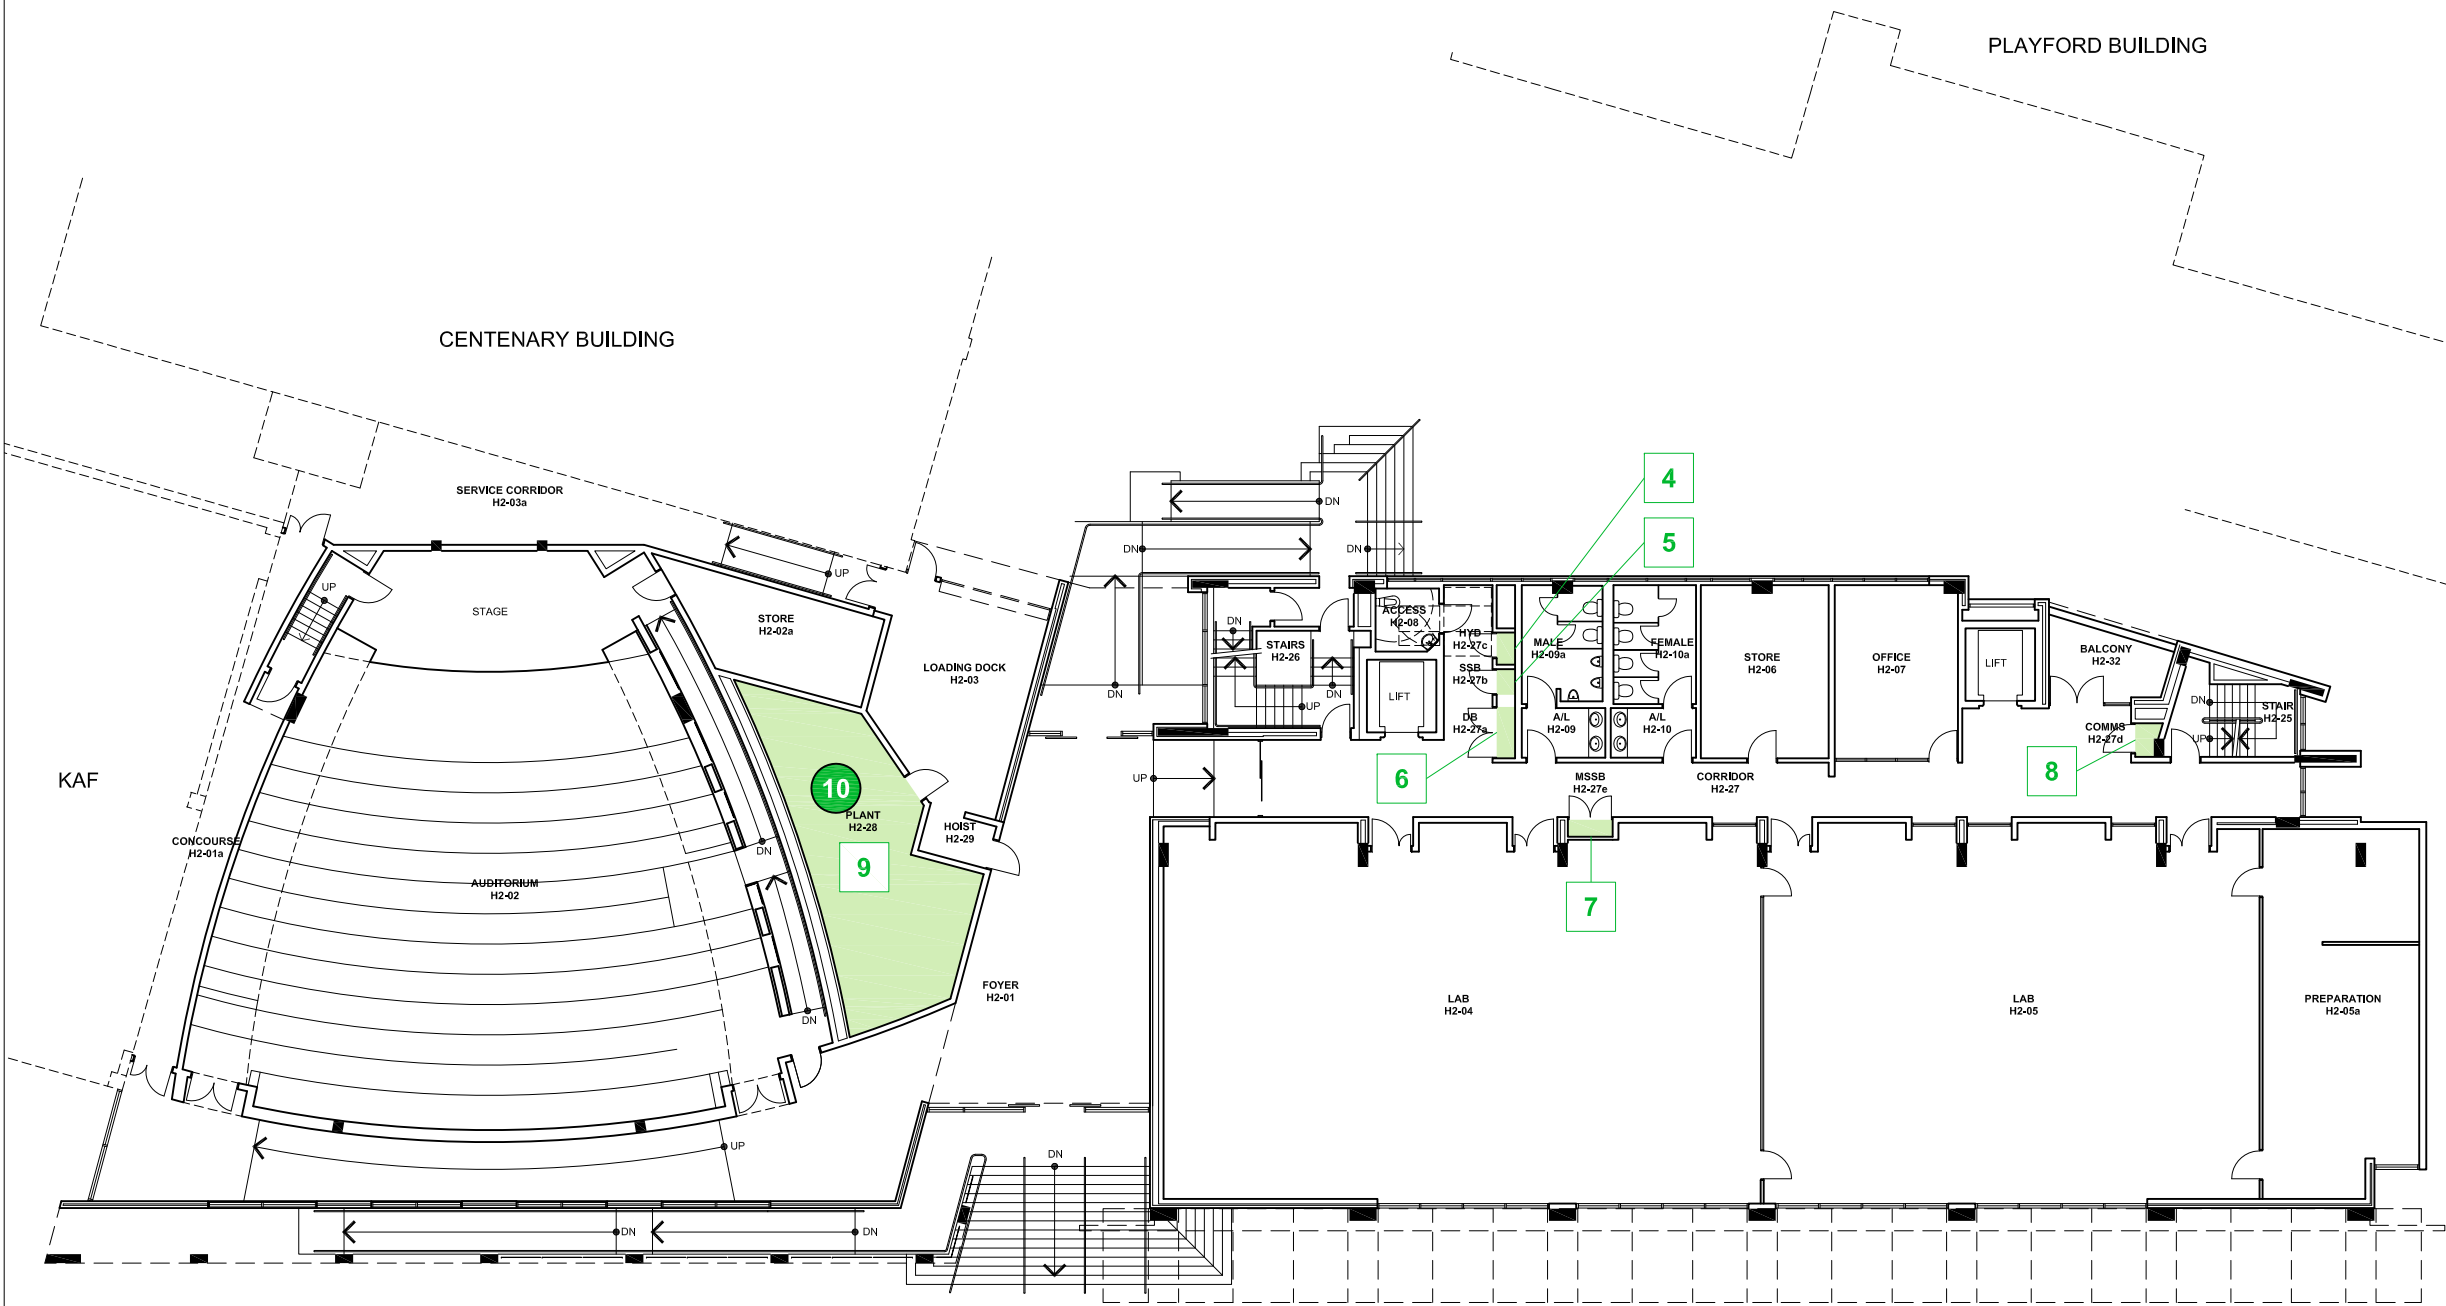 PLAYFORD BUILDING
CENTENARY BUILDING
4
SERVICE CORRIDOR
H2-03a
DN
5
DN
DN
UP
UP
STAGE
STORE
H2-02a
ACCESS
H2-08
DN
HYD
H2-27c
MALE
H2-09a
FEMALE
H2-10a
STAIRS
H2-26
BALCONY
H2-32
STORE
H2-06
OFFICE
H2-07
LIFT
LOADING DOCK
H2-03
SSB
H2-27b
DN
DN
LIFT
DN
UP
STAIR
H2-25
DB
H2-27a
A/L
H2-09
A/L
H2-10
COMMS
H2-27d
UP
8
KAF
UP
6
MSSB
H2-27e
CORRIDOR
H2-27
10
PLANT
H2-28
HOIST
H2-29
CONCOURSE
H2-01a
DN
9
AUDITORIUM
H2-02
7
FOYER
H2-01
LAB
H2-04
LAB
H2-05
PREPARATION
H2-05a
DN
UP
DN
DN
DN